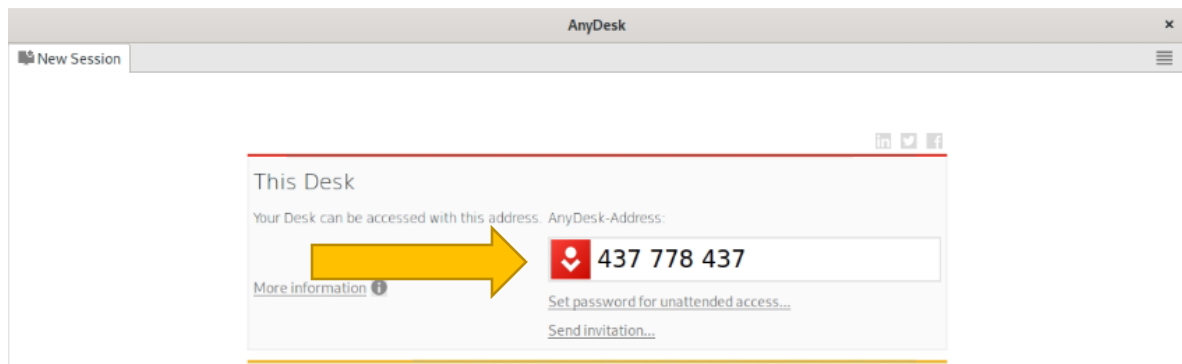 AnyDesk ×
New Session
in f
This Desk
Your Desk can be accessed with this address. AnyDesk-Address:
437 778 437
More information i
Set password for unattended access...
Send invitation...